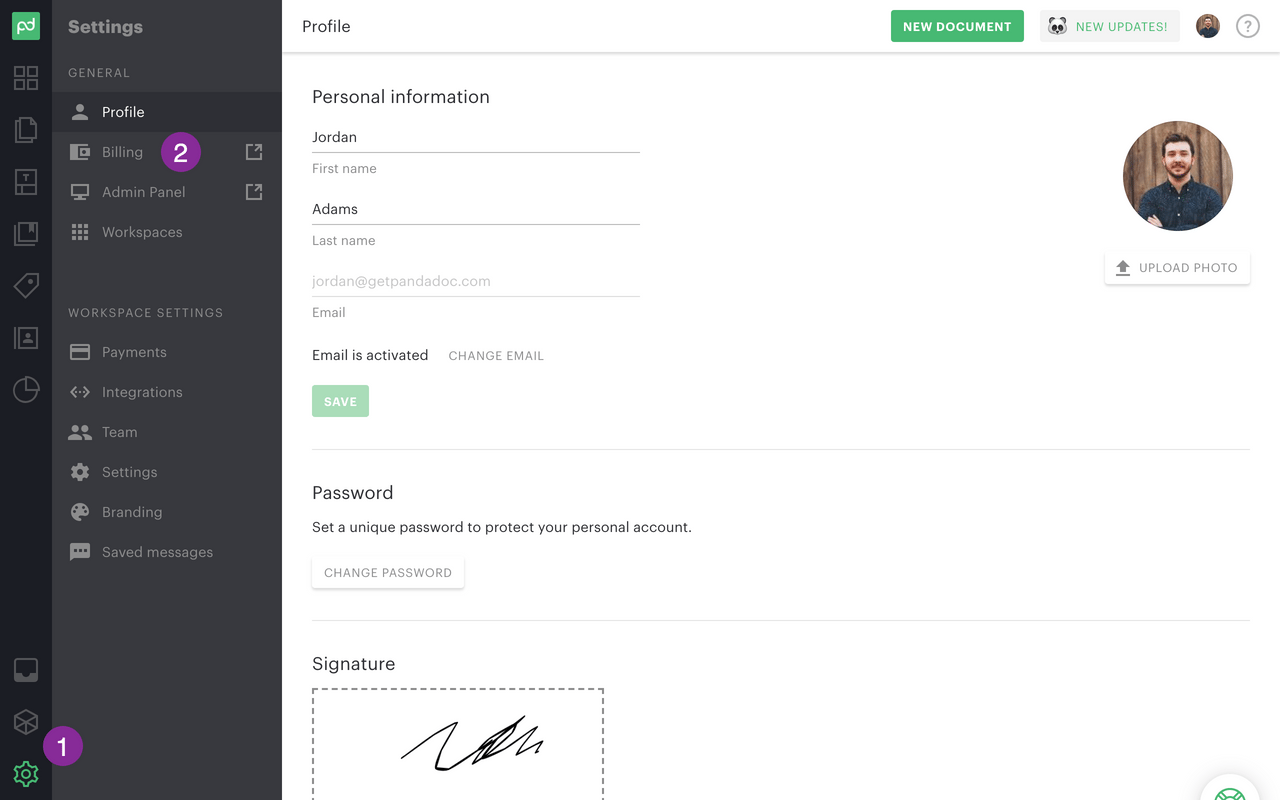 pd
Settings
GENERAL
Profile
Billing
2
Admin Panel
Workspaces
WORKSPACE SETTINGS
Payments
Integrations
Team
Settings
Branding
Saved messages
1
Profile
NEW DOCUMENT
NEW UPDATES!
?
Personal information
Jordan
First name
Adams
Last name
jordan@getpandadoc.com
Email
Email is activated CHANGE EMAIL
SAVE
UPLOAD PHOTO
Password
Set a unique password to protect your personal account.
CHANGE PASSWORD
Signature